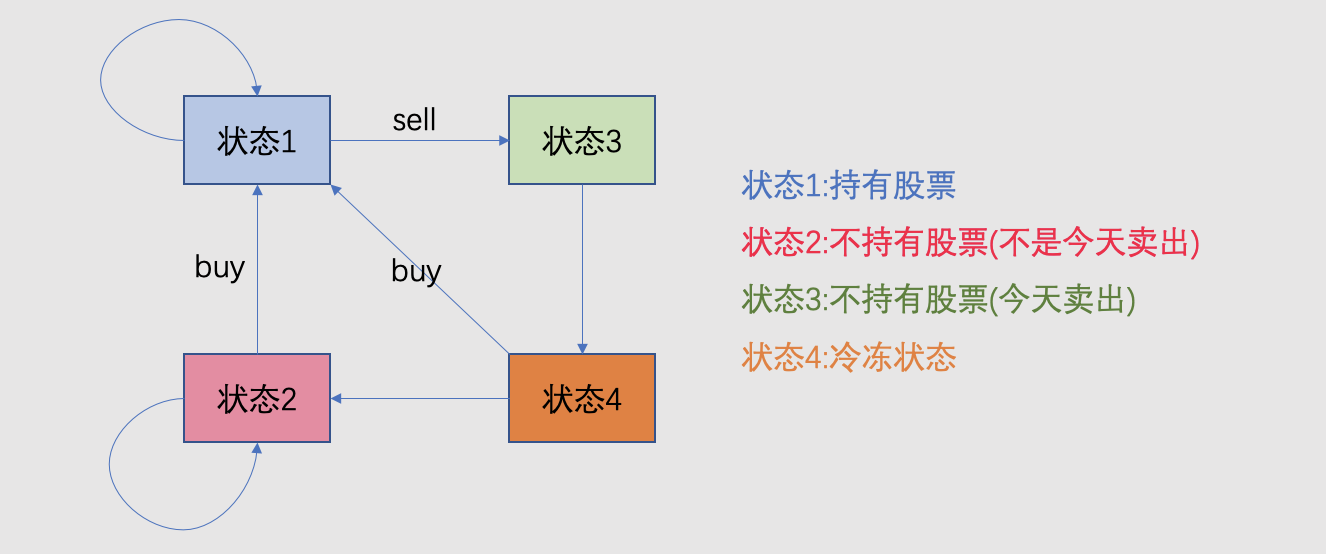 sell
状态1
状态3
状态1:持有股票
状态2:不持有股票(不是今天卖出)
buy
buy
状态3:不持有股票(今天卖出)
状态4:冷冻状态
状态2
状态4